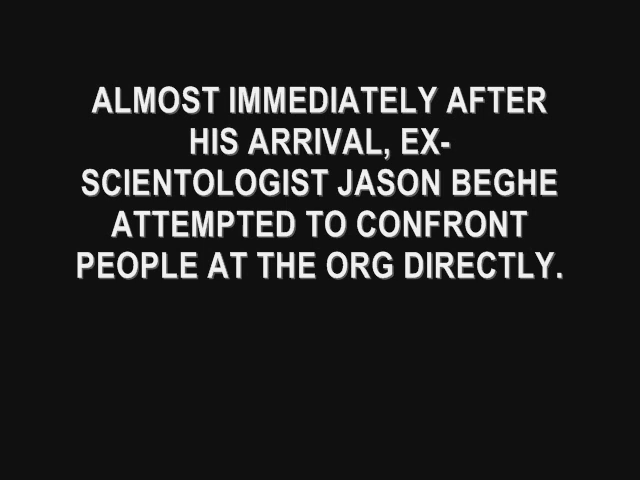 ALMOST IMMEDIATELY AFTER
HIS ARRIVAL, EX-
SCIENTOLOGIST JASON BEGHE
ATTEMPTED TO CONFRONT
PEOPLE AT THE ORG DIRECTLY.